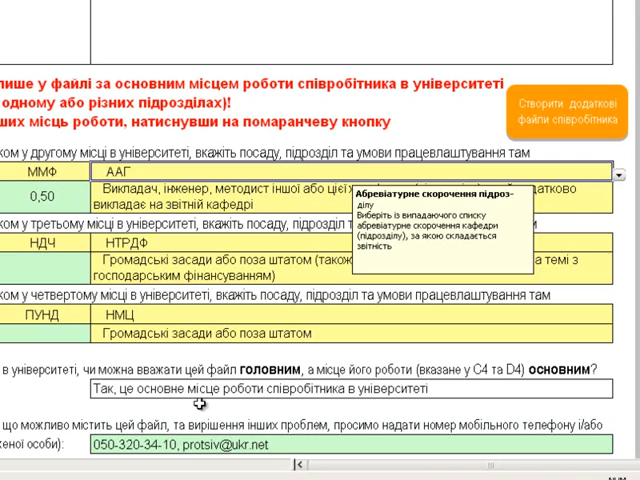 лише у файлі за основним місцем роботи співробітника в університеті
одному або різних підрозділах)!
ших місць роботи, натиснувши на помаранчеву кнопку
Створити додаткові
файли співробітника
ком у другому місці в університеті, вкажіть посаду, підрозділ та умови працевлаштування там
ММФ ААГ
0,50 Викладач, інженер, методист іншої або цієї
викладає на звітній кафедрі
Абревіатурне скорочення підроз-
ділу
Виберіть із випадаючого списку
абревіатурне скорочення кафедри
(підрозділу), за якою складається
звітність
ком у третьому місці в університеті, вкажіть посаду, підрозділ т
НДЧ НТРДФ
Громадські засади або поза штатом (також на темі з
господарським фінансуванням)
ком у четвертому місці в університеті, вкажіть посаду, підрозділ та умови працевлаштування там
ПУНД НМЦ
Громадські засади або поза штатом
в університеті, чи можна вважати цей файл головним, а місце його роботи (вказане у С4 та D4) основним?
Так, це основне місце роботи співробітника в університеті
що можливо містить цей файл, та вирішення інших проблем, просимо надати номер мобільного телефону і/або
кеної особи): 050-320-34-10, protsiv@ukr.net